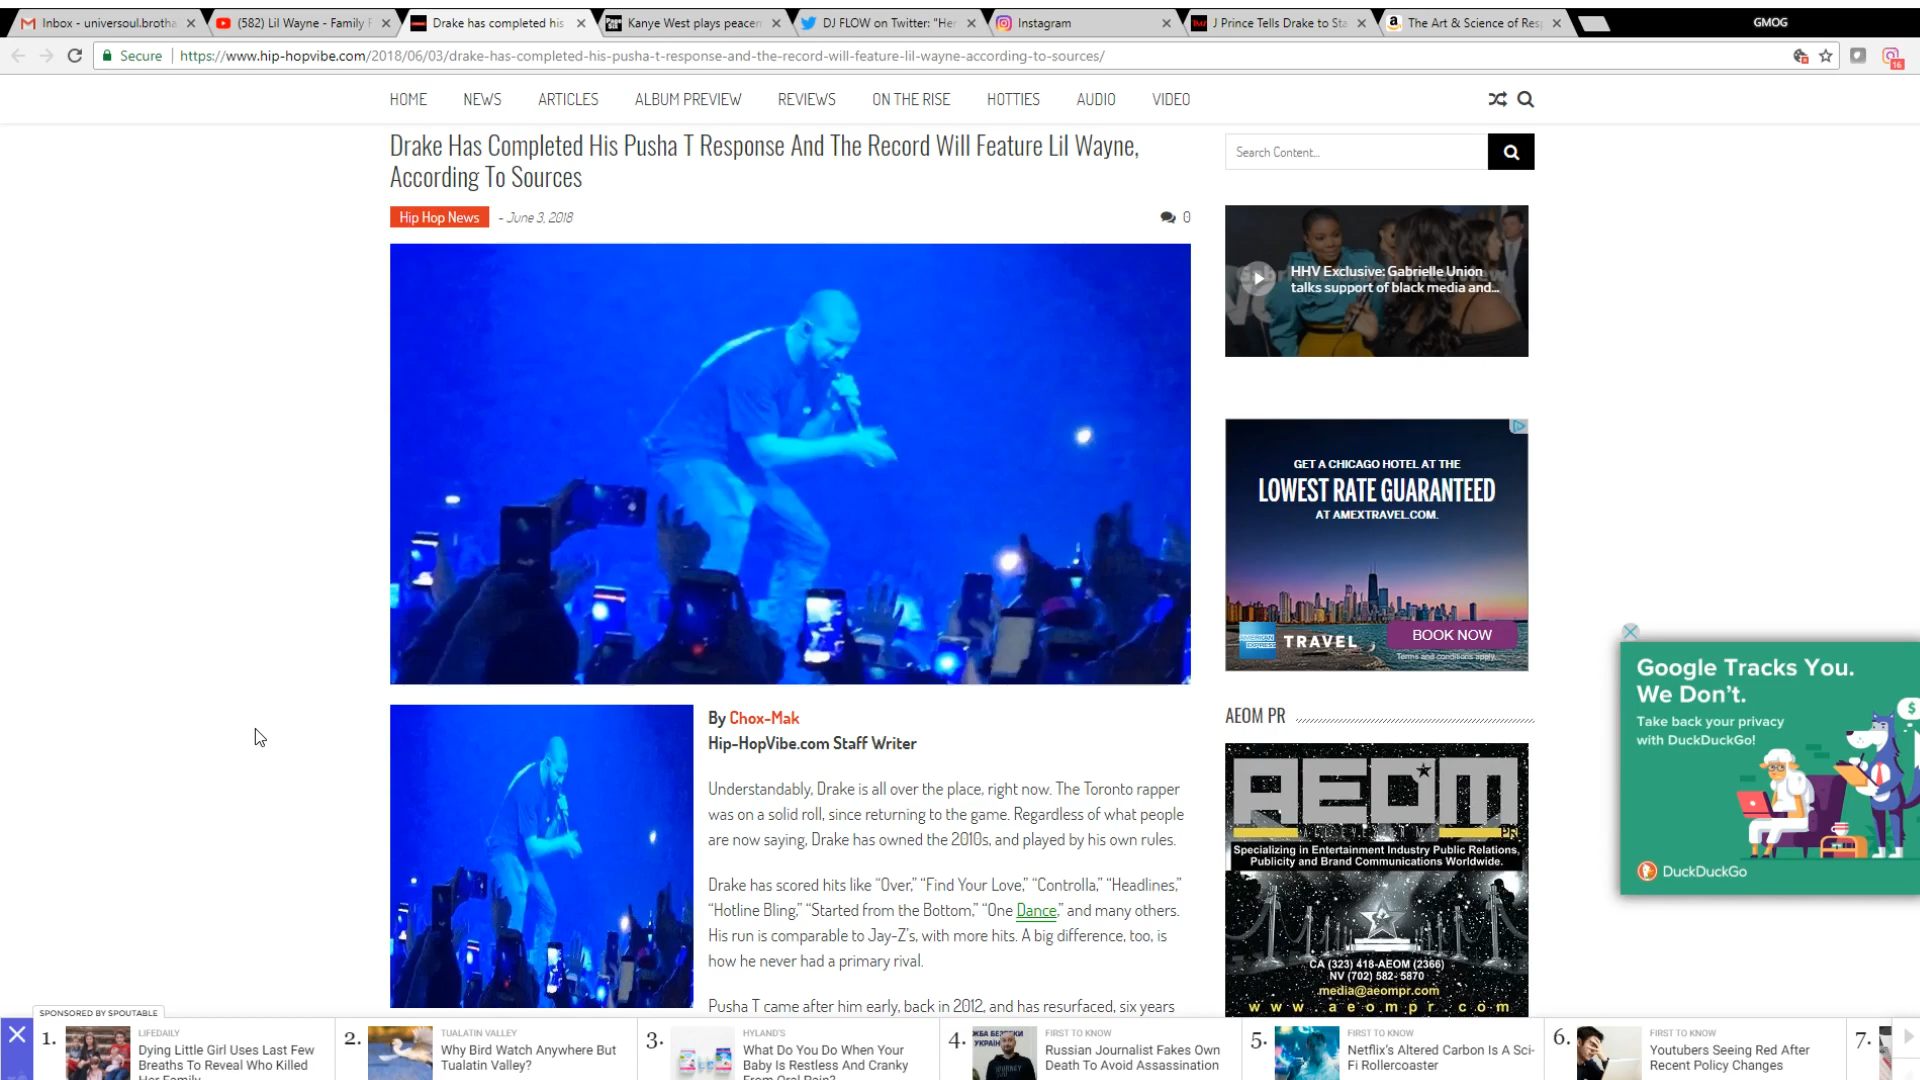 Inbox - universoul.brotha
(582) Lil Wayne - Family F
Drake has completed his
Kanye West plays peacem
DJ FLOW on Twitter: "Her
Instagram
J Prince Tells Drake to Sta
The Art & Science of Resp
GMOG
Secure
https://www.hip-hopvibe.com/2018/06/03/drake-has-completed-his-pusha-t-response-and-the-record-will-feature-lil-wayne-according-to-sources/
16
HOME NEWS ARTICLES ALBUM PREVIEW REVIEWS ON THE RISE HOTTIES AUDIO VIDEO
Drake Has Completed His Pusha T Response And The Record Will Feature Lil Wayne,
According To Sources
Hip Hop News - June 3, 2018
0
Search Content...
HHV Exclusive: Gabrielle Union
talks support of black media and...
GET A CHICAGO HOTEL AT THE
LOWEST RATE GUARANTEED
AT AMEXTRAVEL.COM.
AMERICAN EXPRESS
TRAVEL
BOOK NOW
Terms and conditions apply.
Google Tracks You.
We Don't.
Take back your privacy
with DuckDuckGo!
$
DuckDuckGo
By Chox-Mak
Hip-HopVibe.com Staff Writer
Understandably, Drake is all over the place, right now. The Toronto rapper
was on a solid roll, since returning to the game. Regardless of what people
are now saying, Drake has owned the 2010s, and played by his own rules.
Drake has scored hits like “Over,” “Find Your Love,” “Controlla,” “Headlines,”
“Hotline Bling,” “Started from the Bottom,” “One Dance,” and many others.
His run is comparable to Jay-Z’s, with more hits. A big difference, too, is
how he never had a primary rival.
Pusha T came after him early, back in 2012, and has resurfaced, six years
AEOM PR
AEOM
PR
Specializing in Entertainment Industry Public Relations,
Publicity and Brand Communications Worldwide.
CA (323) 418-AEOM (2366)
NV (702) 582- 5870
media@aeompr.com
www.aeompr.com
SPONSORED BY SPOUTABLE
1.
LIFEDAILY
Dying Little Girl Uses Last Few
Breaths To Reveal Who Killed
Her Family
2.
TUALATIN VALLEY
Why Bird Watch Anywhere But
Tualatin Valley?
3.
HYLAND'S
What Do You Do When Your
Baby Is Restless And Cranky
From Oral Pain?
4.
FIRST TO KNOW
Russian Journalist Fakes Own
Death To Avoid Assassination
5.
FIRST TO KNOW
Netflix's Altered Carbon Is A Sci-
Fi Rollercoaster
6.
FIRST TO KNOW
Youtubers Seeing Red After
Recent Policy Changes
7.